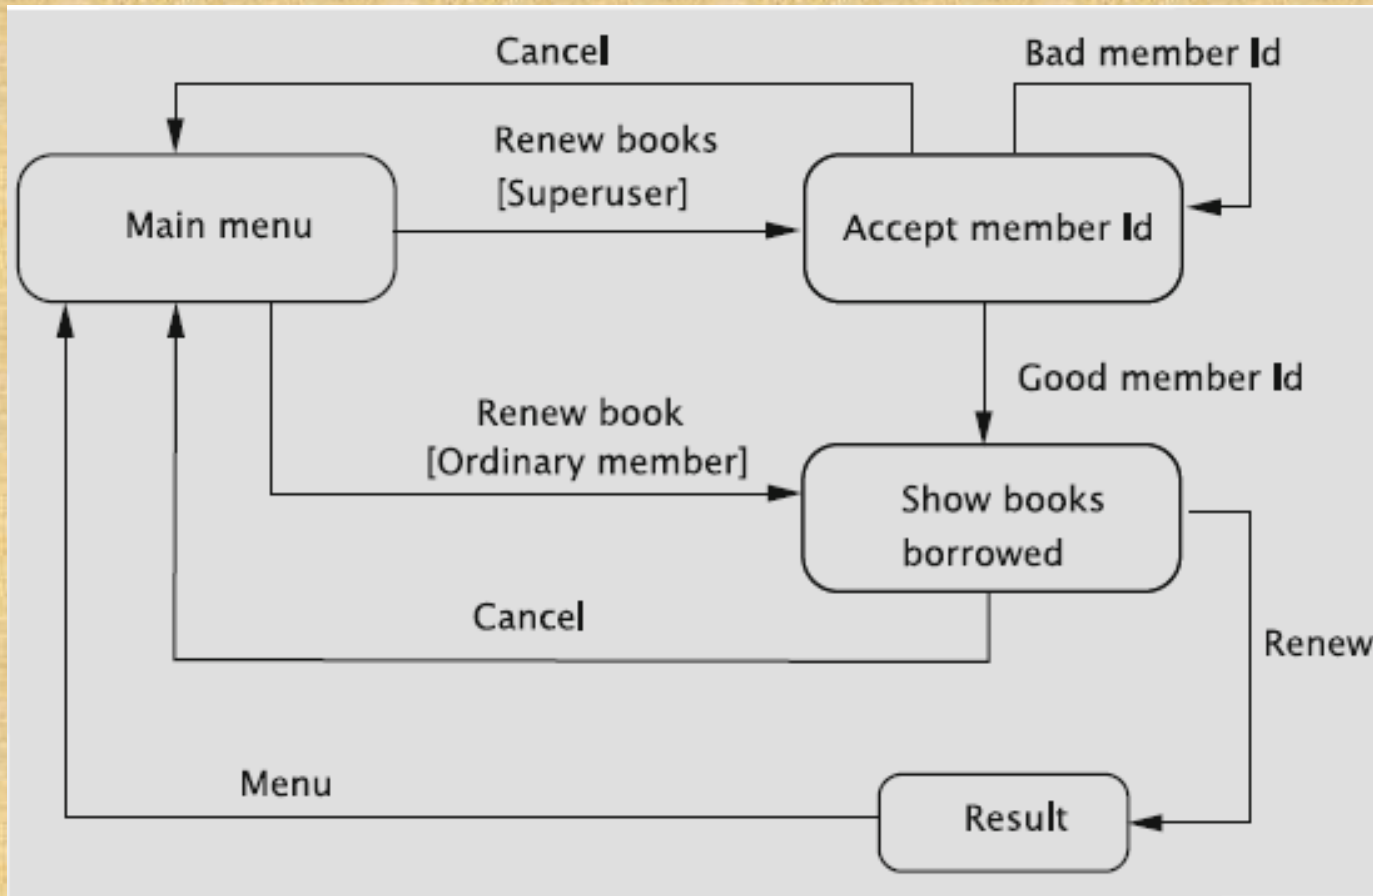 Cancel
Bad member Id
Renew books
[Superuser]
Main menu
Accept member Id
Good member Id
Renew book
[Ordinary member]
Show books
borrowed
Cancel
Renew
Menu
Result